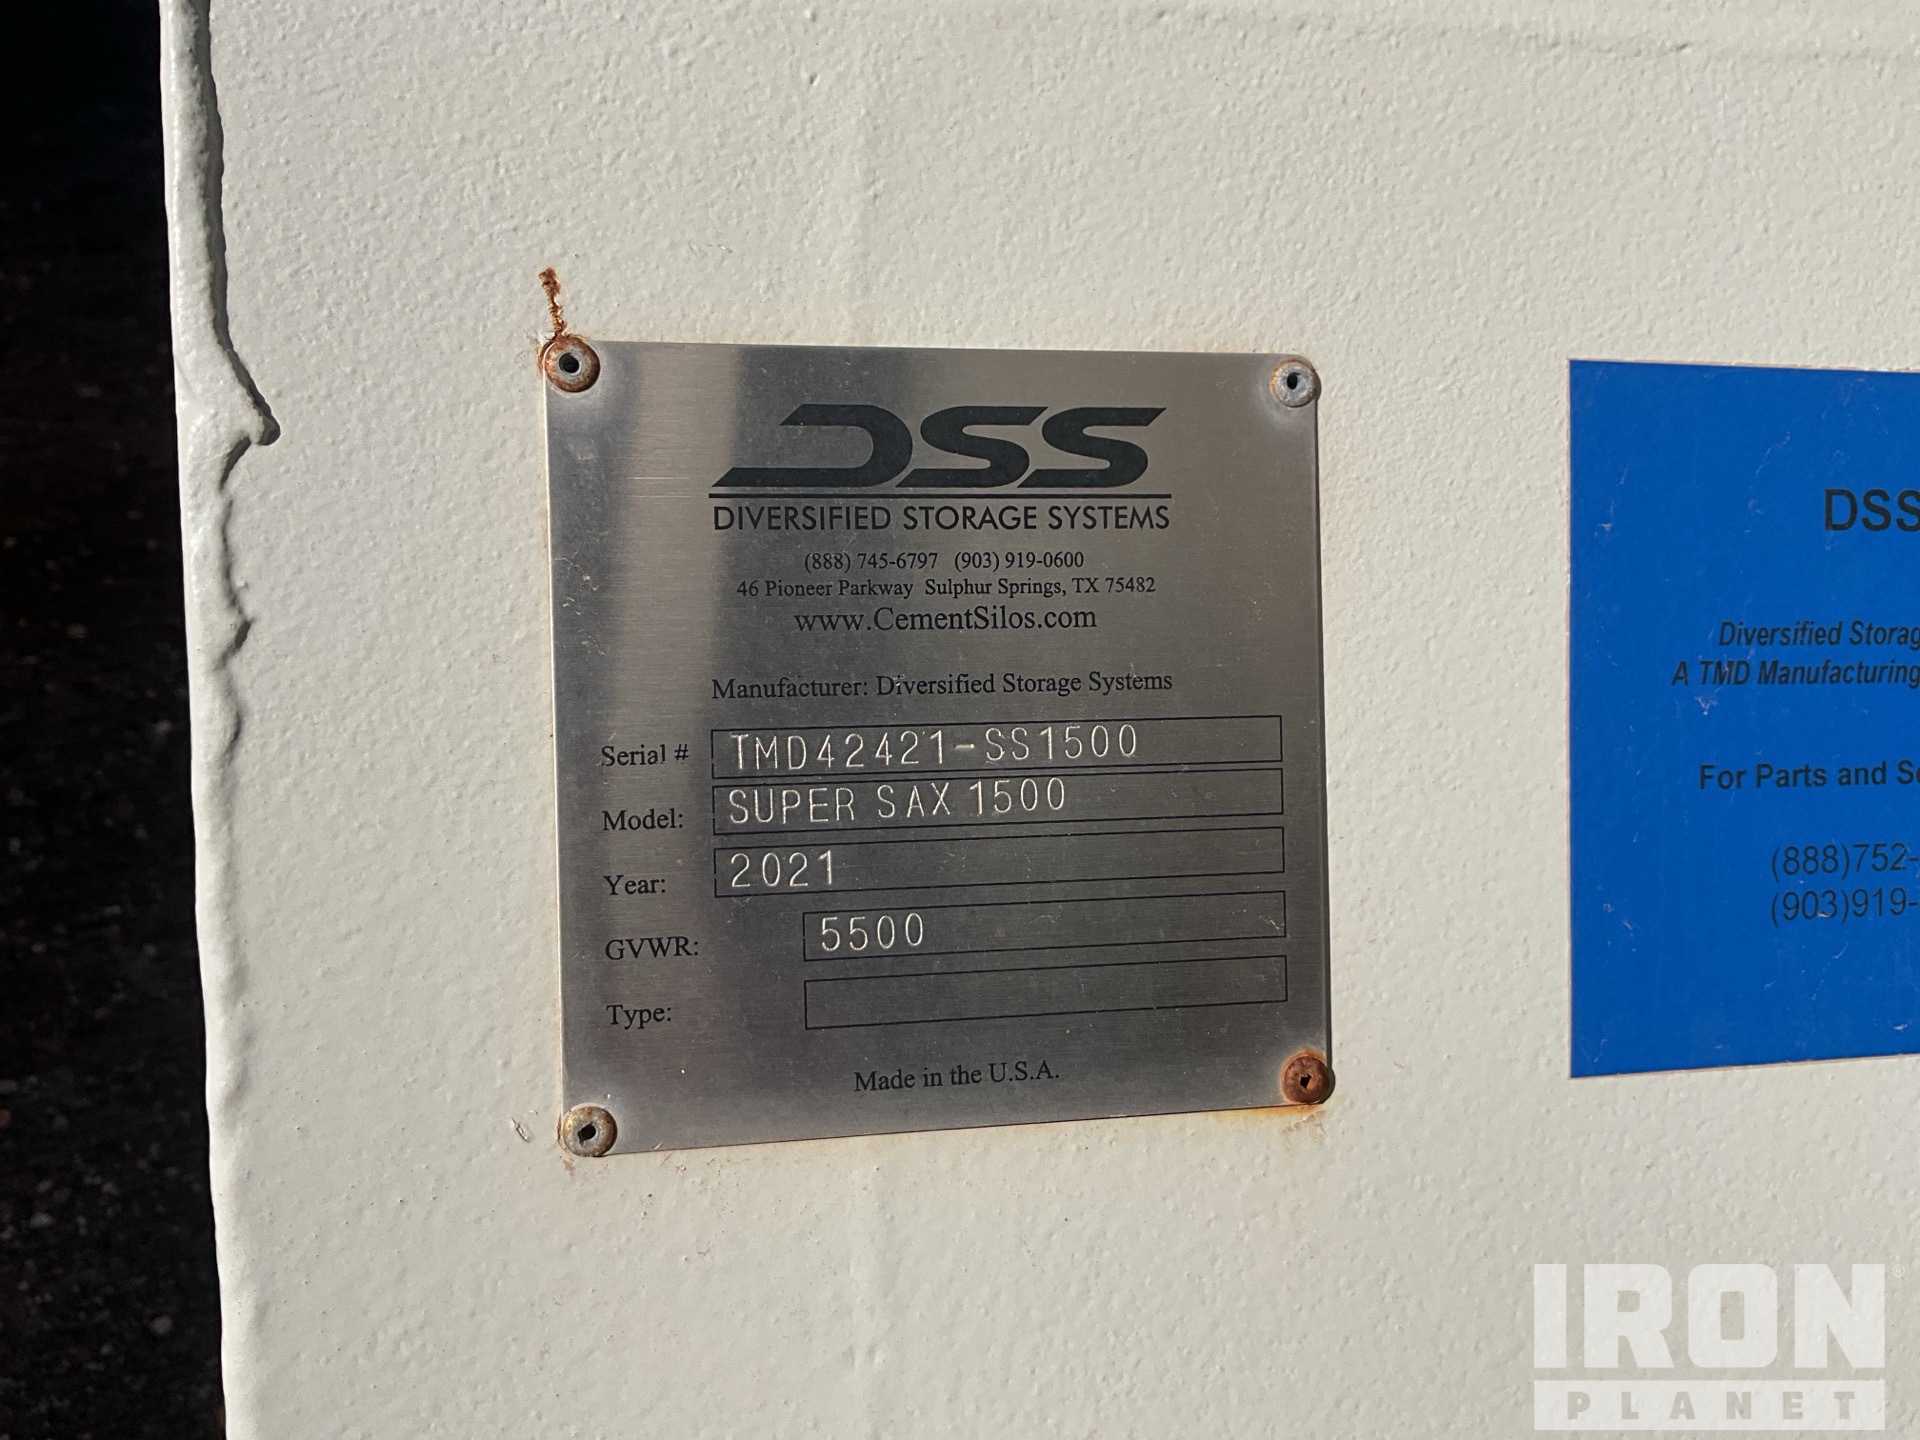 DSS
DIVERSIFIED STORAGE SYSTEMS
(888) 745-6797 (903) 919-0600
46 Pioneer Parkway Sulphur Springs, TX 75482
www.CementSilos.com
Manufacturer: Diversified Storage Systems
Serial # TMD42421-SS1500
Model: SUPER SAX 1500
Year: 2021
GVWR: 5500
Type:
Made in the U.S.A.
DSS
Diversified
A TMD Manufacturing
For Parts and
(888)752-
(903)919-
IRON
PLANET